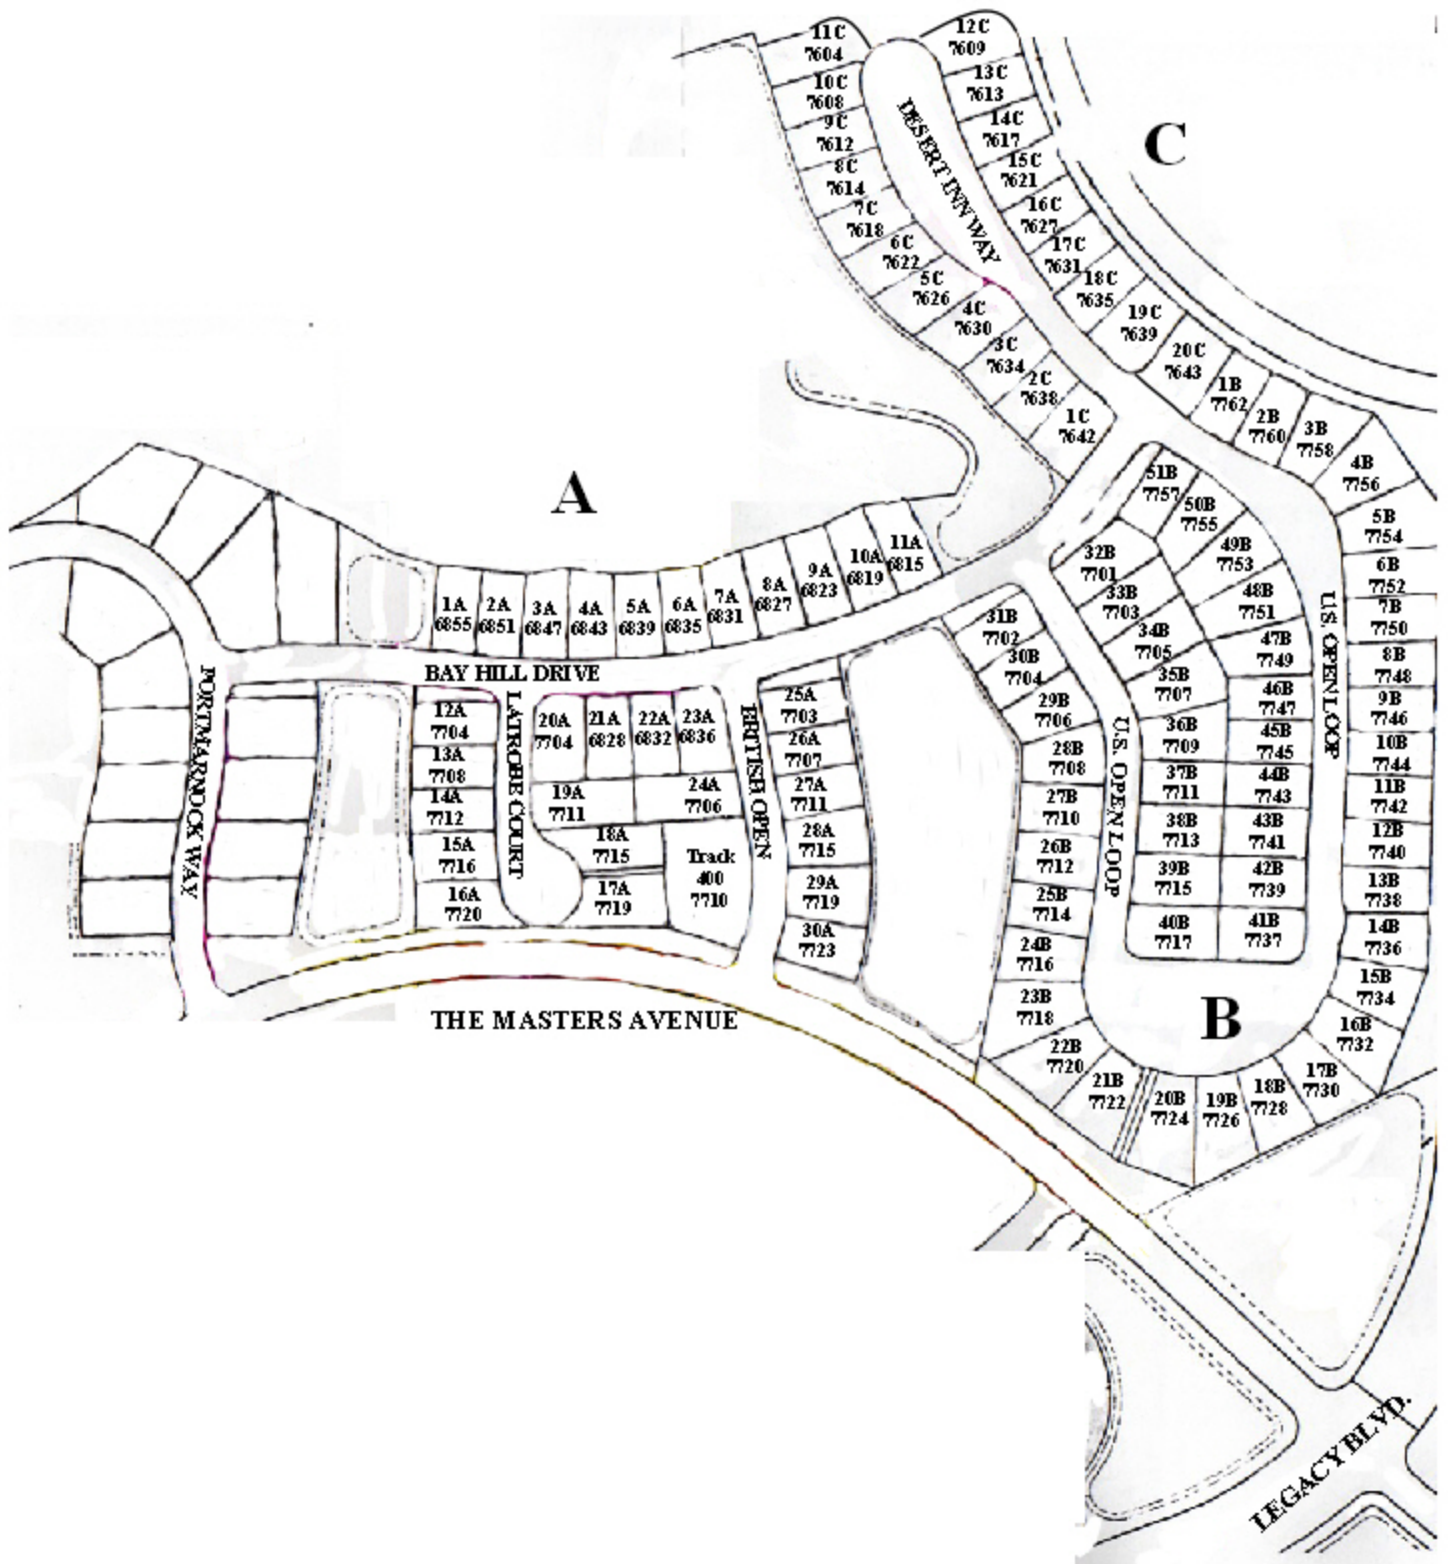 11C
7604
10C
7608
9C
7612
8C
7614
7C
7618
6C
7622
5C
7626
4C
7630
3C
7634
2C
7638
1C
7642
DESERT INN WAY
12C
7609
13C
7613
14C
7617
15C
7621
16C
7627
17C
7631
18C
7635
19C
7639
20C
7643
C
1B
7762
2B
7760
3B
7758
4B
7756
5B
7754
6B
7752
7B
7750
8B
7748
9B
7746
10B
7744
11B
7742
12B
7740
13B
7738
14B
7736
15B
7734
16B
7732
17B
7730
18B
7728
19B
7726
20B
7724
21B
7722
22B
7720
23B
7718
24B
7716
25B
7714
26B
7712
27B
7710
28B
7708
29B
7706
30B
7704
31B
7702
U.S. OPEN LOOP
32B
7701
33B
7703
34B
7705
35B
7707
36B
7709
37B
7711
38B
7713
39B
7715
40B
7717
41B
7737
42B
7739
43B
7741
44B
7743
45B
7745
46B
7747
47B
7749
48B
7751
49B
7753
50B
7755
51B
7757
U.S. OPEN LOOP
B
A
1A
6855
2A
6851
3A
6847
4A
6843
5A
6839
6A
6835
7A
6831
8A
6827
9A
6823
10A
6819
11A
6815
BAY HILL DRIVE
PORTMARNOCK WAY
12A
7704
13A
7708
14A
7712
15A
7716
16A
7720
LATROBE COURT
20A
7704
21A
6828
22A
6832
23A
6836
19A
7711
24A
7706
18A
7715
17A
7719
Track
400
7710
BRITISH OPEN
25A
7703
26A
7707
27A
7711
28A
7715
29A
7719
30A
7723
THE MASTERS AVENUE
LEGACY BLVD.